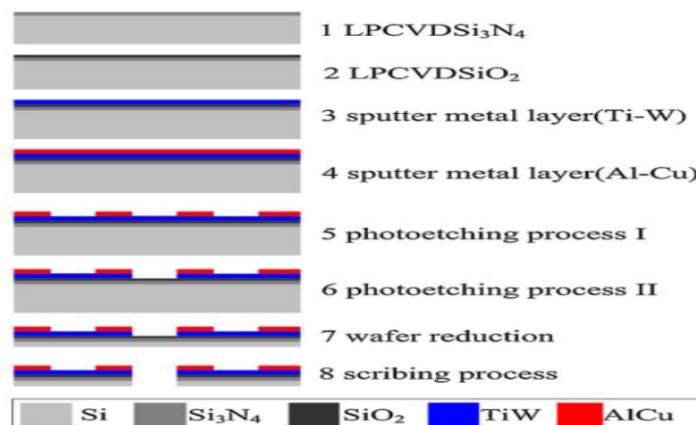 1 LPCVDSi₃N₄
2 LPCVDSiO₂
3 sputter metal layer(Ti-W)
4 sputter metal layer(Al-Cu)
5 photoetching process I
6 photoetching process II
7 wafer reduction
8 scribing process
Si Si₃N₄ SiO₂ TiW AlCu